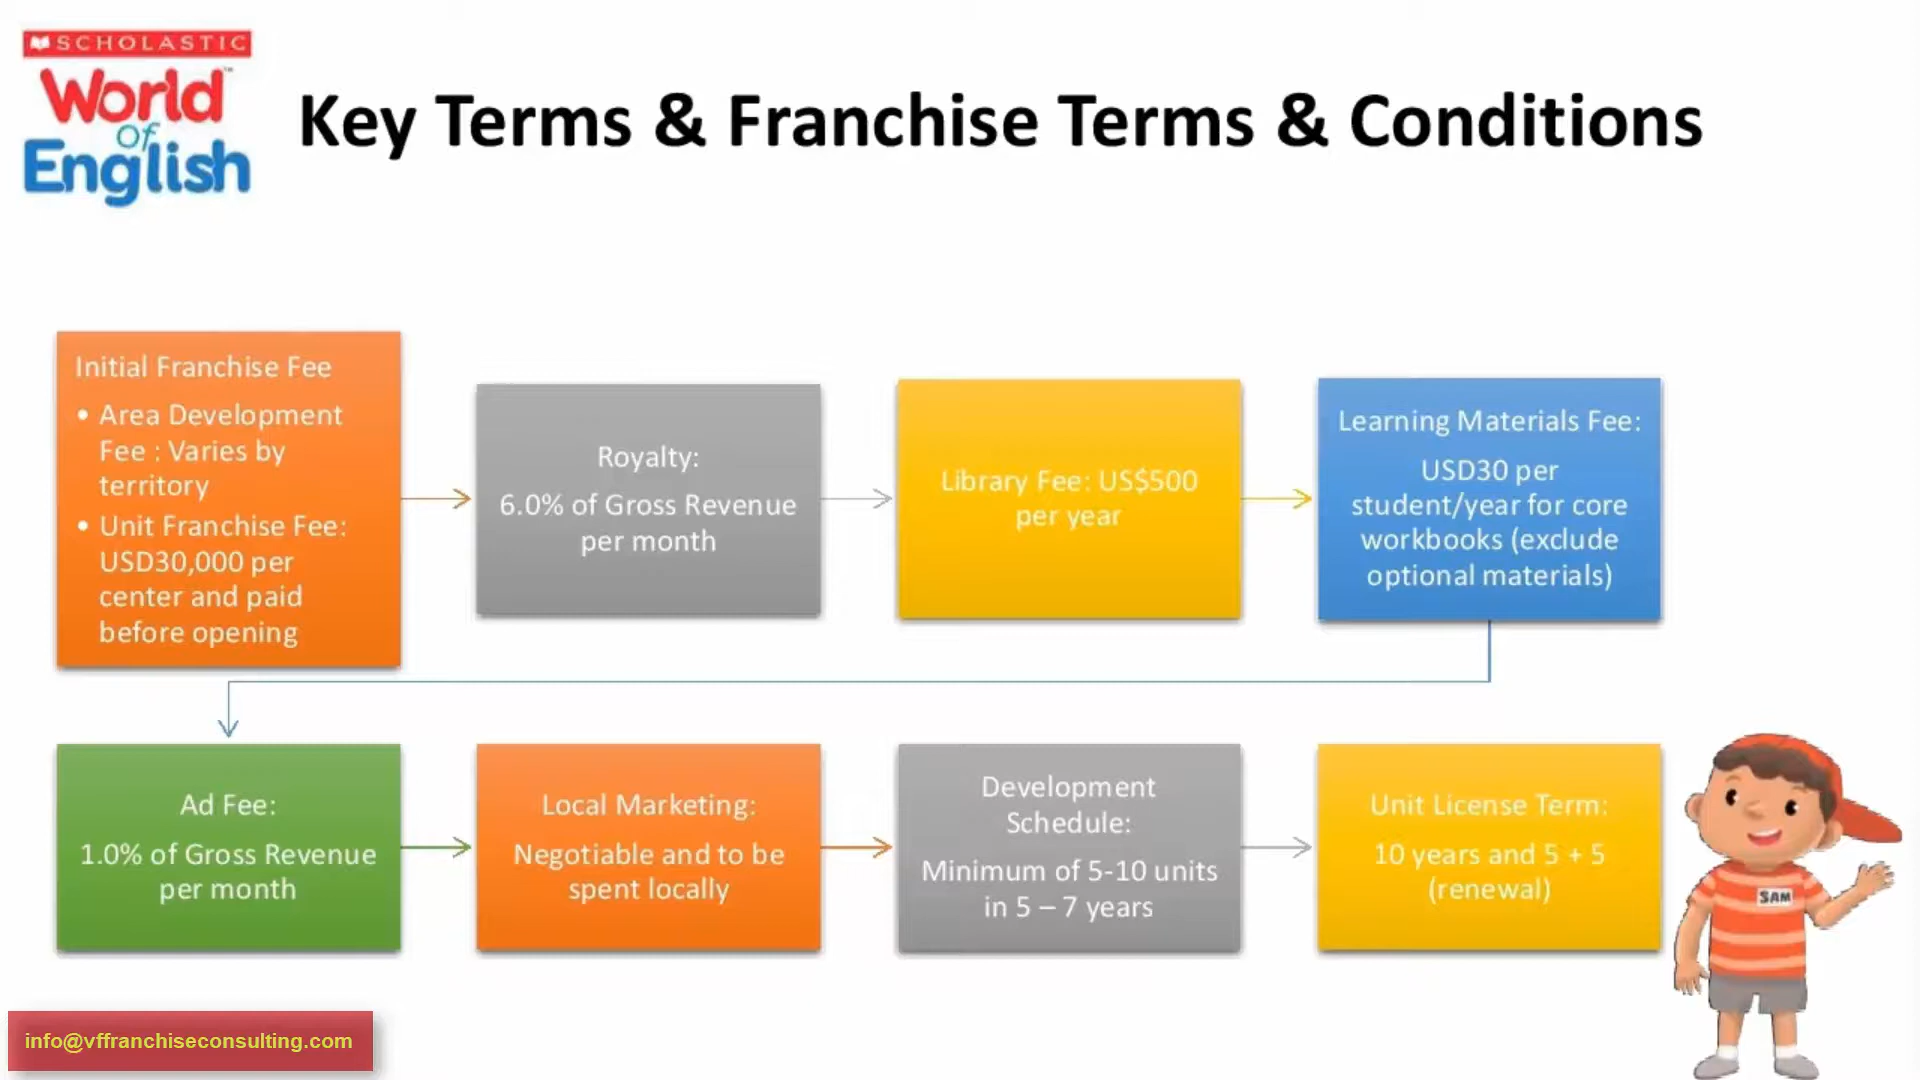 SCHOLASTIC
World™
Of
English
Key Terms & Franchise Terms & Conditions
Initial Franchise Fee
• Area Development
Fee : Varies by
territory
• Unit Franchise Fee:
USD30,000 per
center and paid
before opening
Royalty:
6.0% of Gross Revenue
per month
Library Fee: US$500
per year
Learning Materials Fee:
USD30 per
student/year for core
workbooks (exclude
optional materials)
Ad Fee:
1.0% of Gross Revenue
per month
Local Marketing:
Negotiable and to be
spent locally
Development
Schedule:
Minimum of 5-10 units
in 5 – 7 years
Unit License Term:
10 years and 5 + 5
(renewal)
SAM
info@vffranchiseconsulting.com